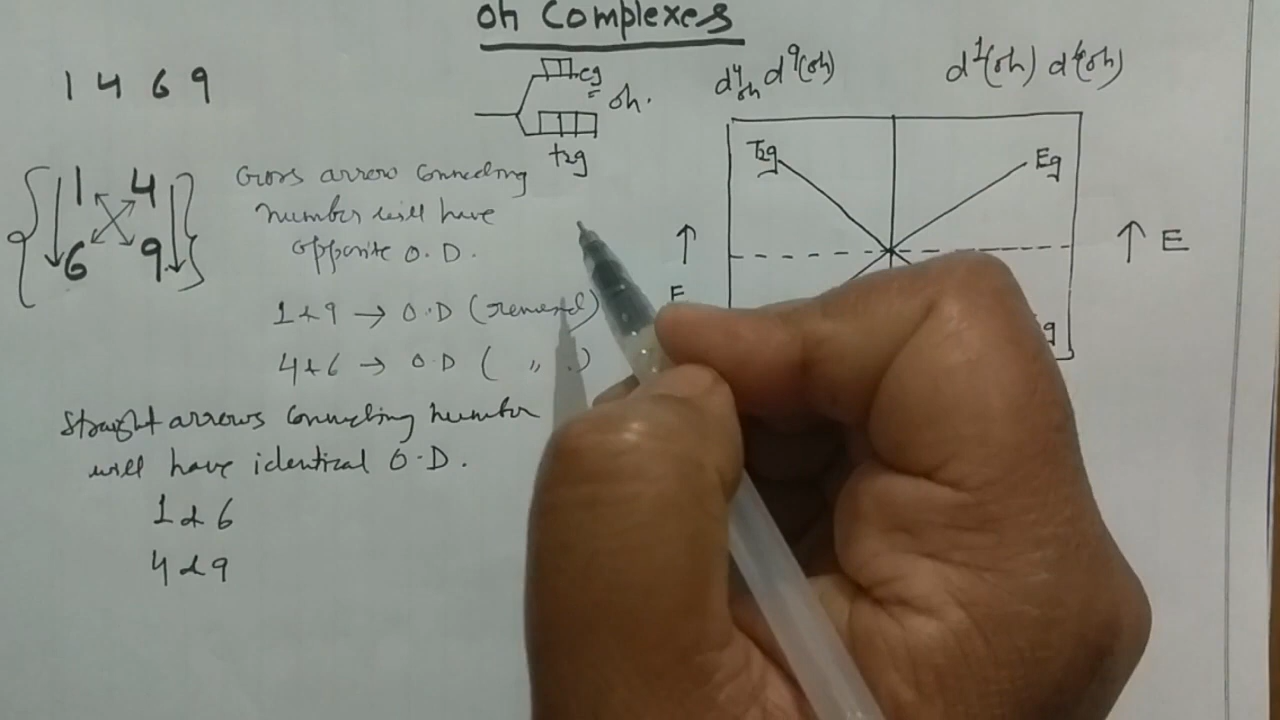 Oh Complexes
1 4 6 9
eg
Oh.
t2g
1 4
6 9
Cross arrow connecting
number will have
opposite O.D.
1 & 9 → O.D (reversed)
4 & 6 → O.D ( ,, )
Straight arrows connecting number
will have identical O.D.
1 & 6
4 & 9
d⁴oh d⁹(oh)
d¹(oh) d⁶(oh)
T2g
Eg
↑
E
↑ E
g